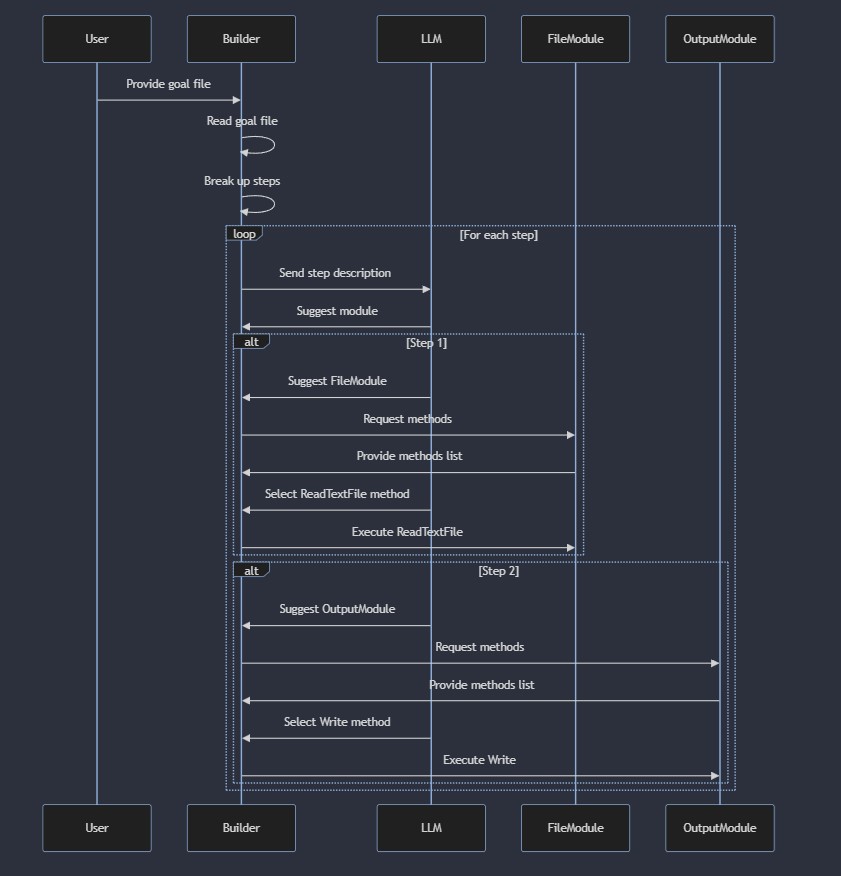 User
Builder
LLM
FileModule
OutputModule
Provide goal file
Read goal file
Break up steps
loop
[For each step]
Send step description
Suggest module
alt
[Step 1]
Suggest FileModule
Request methods
Provide methods list
Select ReadTextFile method
Execute ReadTextFile
alt
[Step 2]
Suggest OutputModule
Request methods
Provide methods list
Select Write method
Execute Write
User
Builder
LLM
FileModule
OutputModule